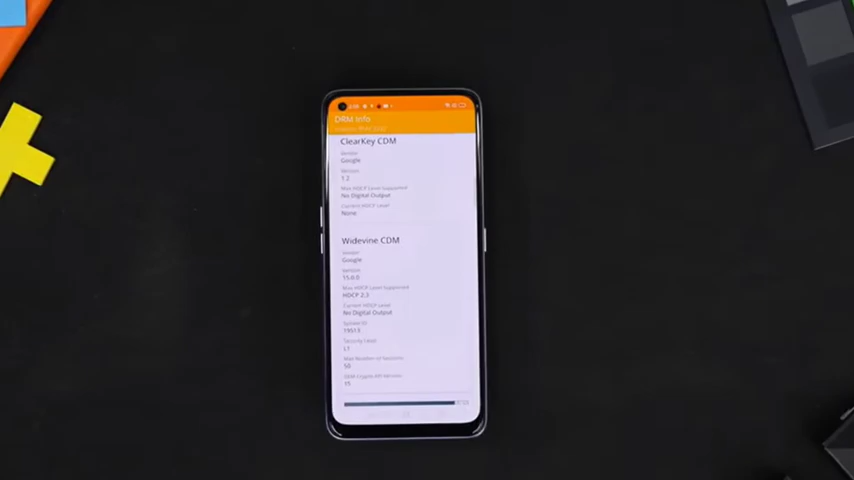 DRM Info
ClearKey CDM
Vendor
Google
Version
1.2
Max HDCP Level Supported
No Digital Output
Current HDCP Level
None
Widevine CDM
Vendor
Google
Version
15.0.0
Max HDCP Level Supported
HDCP 2.3
Current HDCP Level
No Digital Output
System ID
19513
Security Level
L1
Max Number of Sessions
50
15